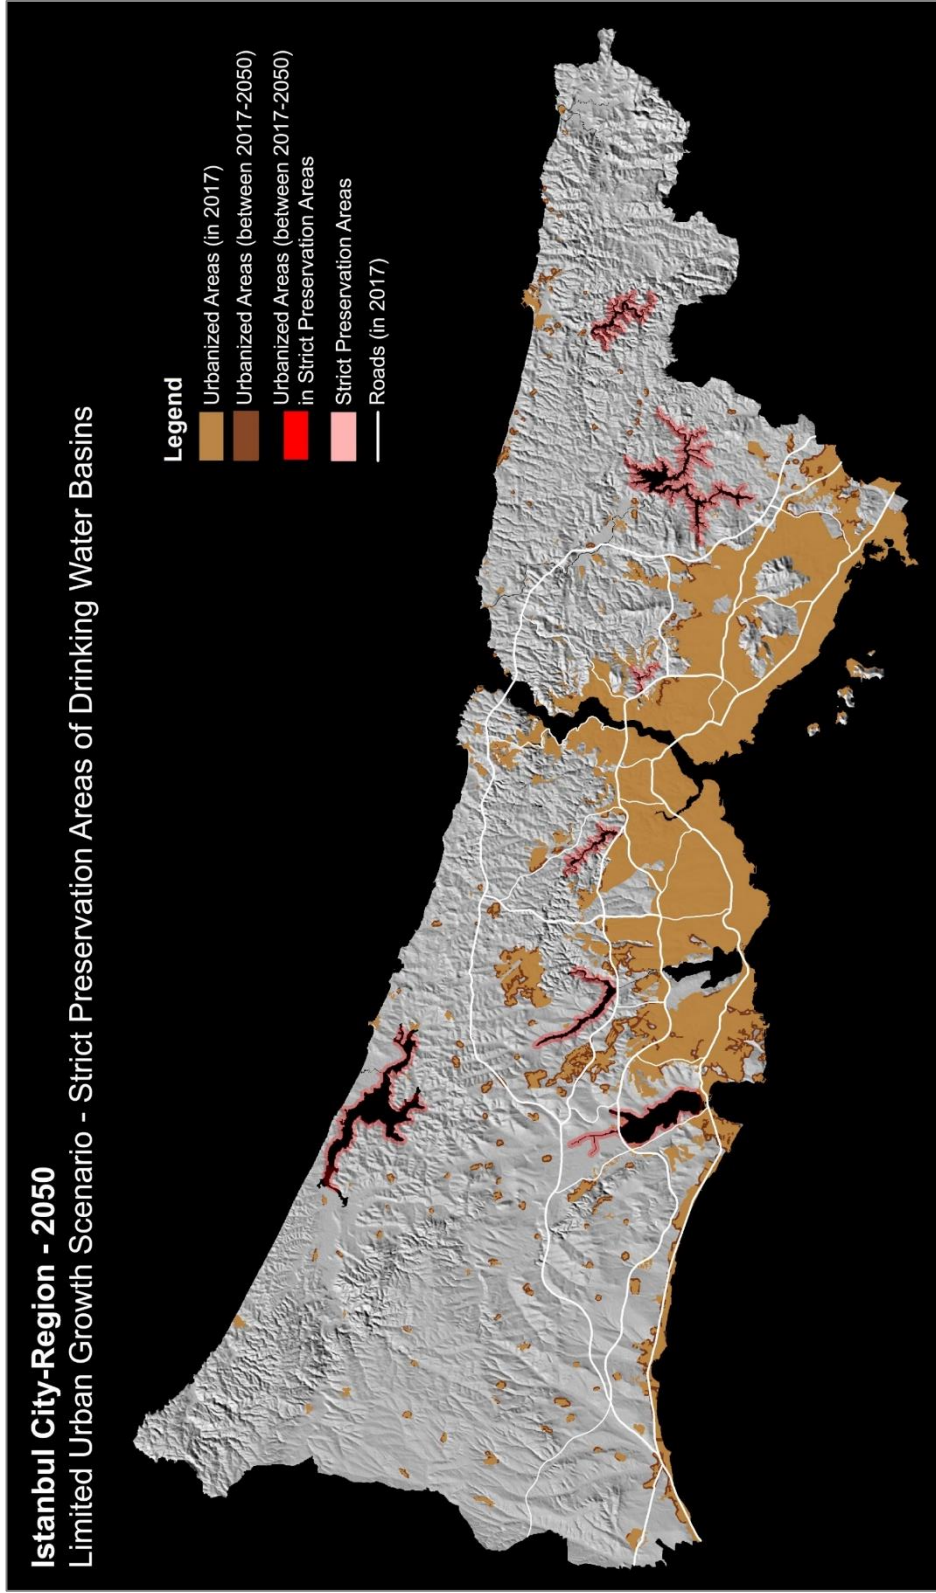 Istanbul City-Region - 2050
Limited Urban Growth Scenario - Strict Preservation Areas of Drinking Water Basins
Legend
Urbanized Areas (in 2017)
Urbanized Areas (between 2017-2050)
Urbanized Areas (between 2017-2050)
in Strict Preservation Areas
Strict Preservation Areas
Roads (in 2017)